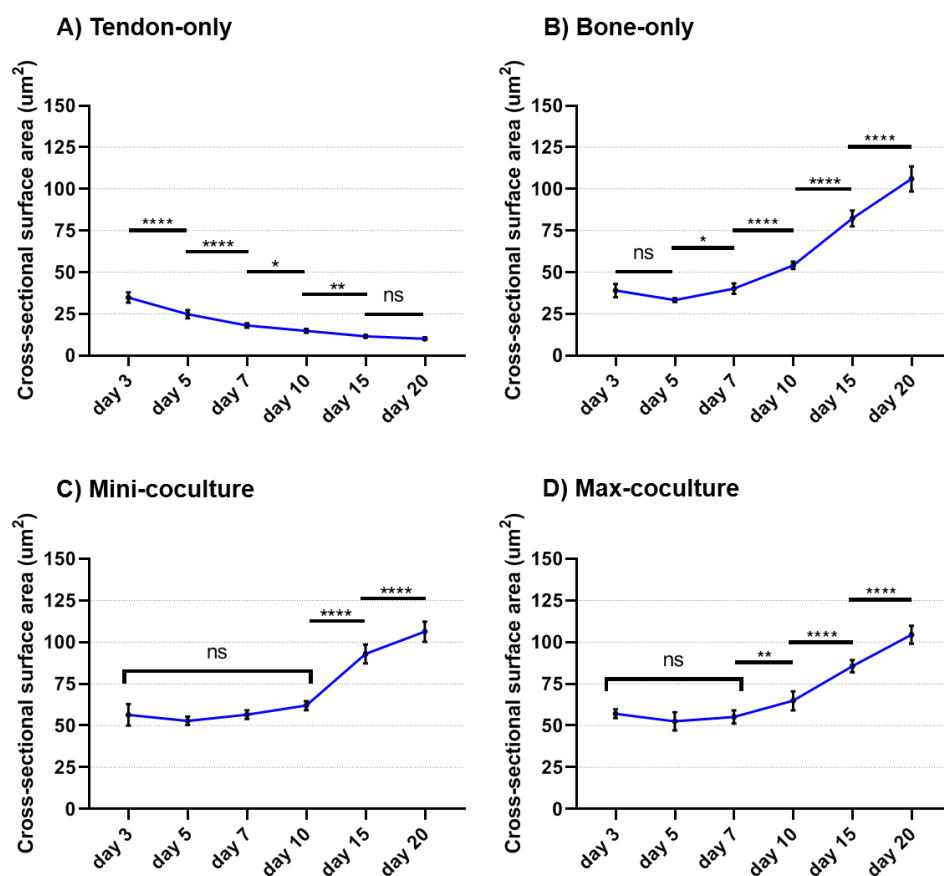 A) Tendon-only
Cross-sectional surface area (um²)
150
125
100
75
50
25
0
****
****
*
**
ns
day 3
day 5
day 7
day 10
day 15
day 20
B) Bone-only
Cross-sectional surface area (um²)
150
125
100
75
50
25
0
ns
*
****
****
****
day 3
day 5
day 7
day 10
day 15
day 20
C) Mini-coculture
Cross-sectional surface area (um²)
150
125
100
75
50
25
0
ns
****
****
day 3
day 5
day 7
day 10
day 15
day 20
D) Max-coculture
Cross-sectional surface area (um²)
150
125
100
75
50
25
0
ns
**
****
****
day 3
day 5
day 7
day 10
day 15
day 20